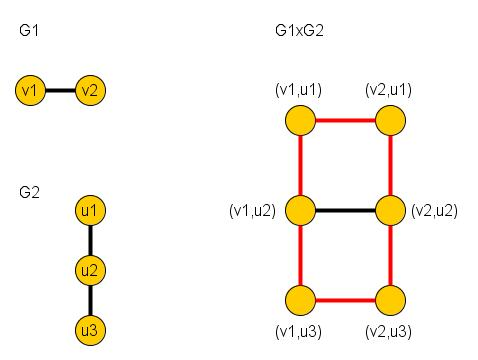 G1
v1 v2
G2
u1
u2
u3
G1xG2
(v1,u1) (v2,u1)
(v1,u2) (v2,u2)
(v1,u3) (v2,u3)